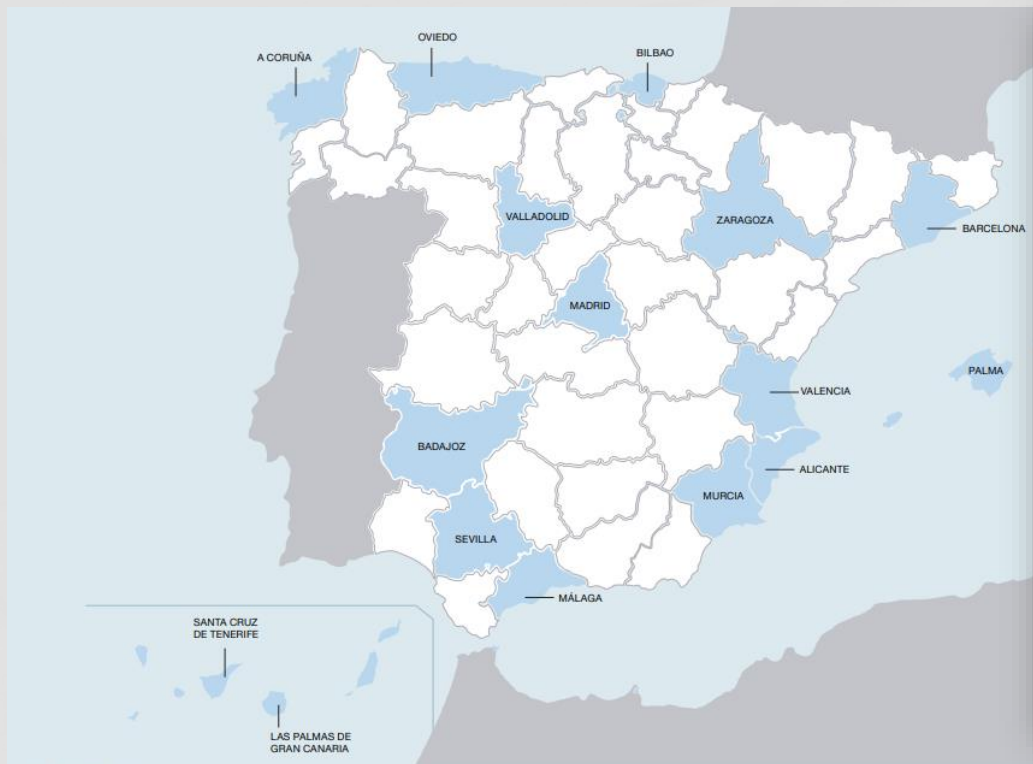 OVIEDO
A CORUÑA
BILBAO
VALLADOLID
ZARAGOZA
BARCELONA
MADRID
PALMA
VALENCIA
BADAJOZ
ALICANTE
MURCIA
SEVILLA
MÁLAGA
SANTA CRUZ
DE TENERIFE
LAS PALMAS DE
GRAN CANARIA